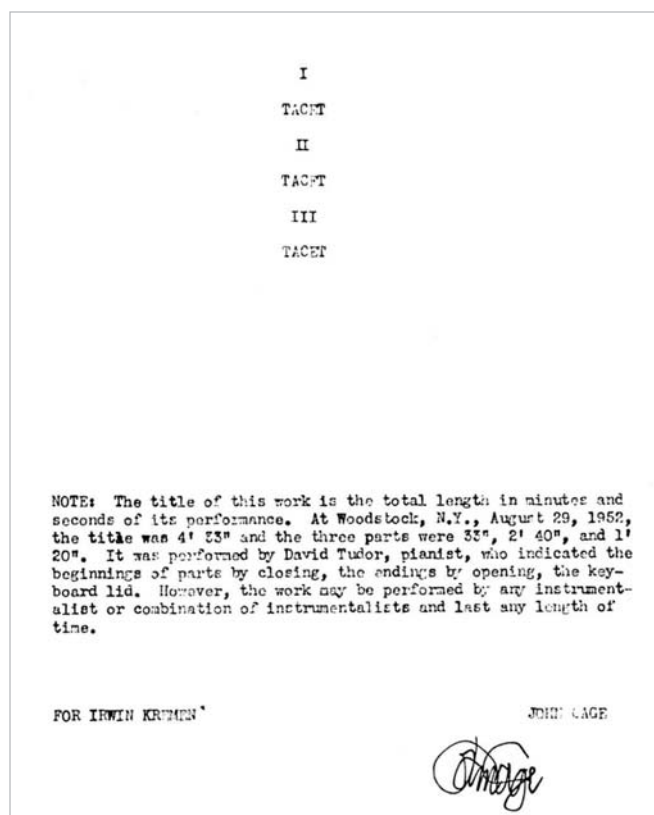 I
TACET
II
TACET
III
TACET
NOTE: The title of this work is the total length in minutes and
seconds of its performance. At Woodstock, N.Y., August 29, 1952,
the title was 4' 33" and the three parts were 33", 2' 40", and 1'
20". It was performed by David Tudor, pianist, who indicated the
beginnings of parts by closing, the endings by opening, the key-
board lid. However, the work may be performed by any instrument-
alist or combination of instrumentalists and last any length of
time.
FOR IRWIN KREMEN
JOHN CAGE